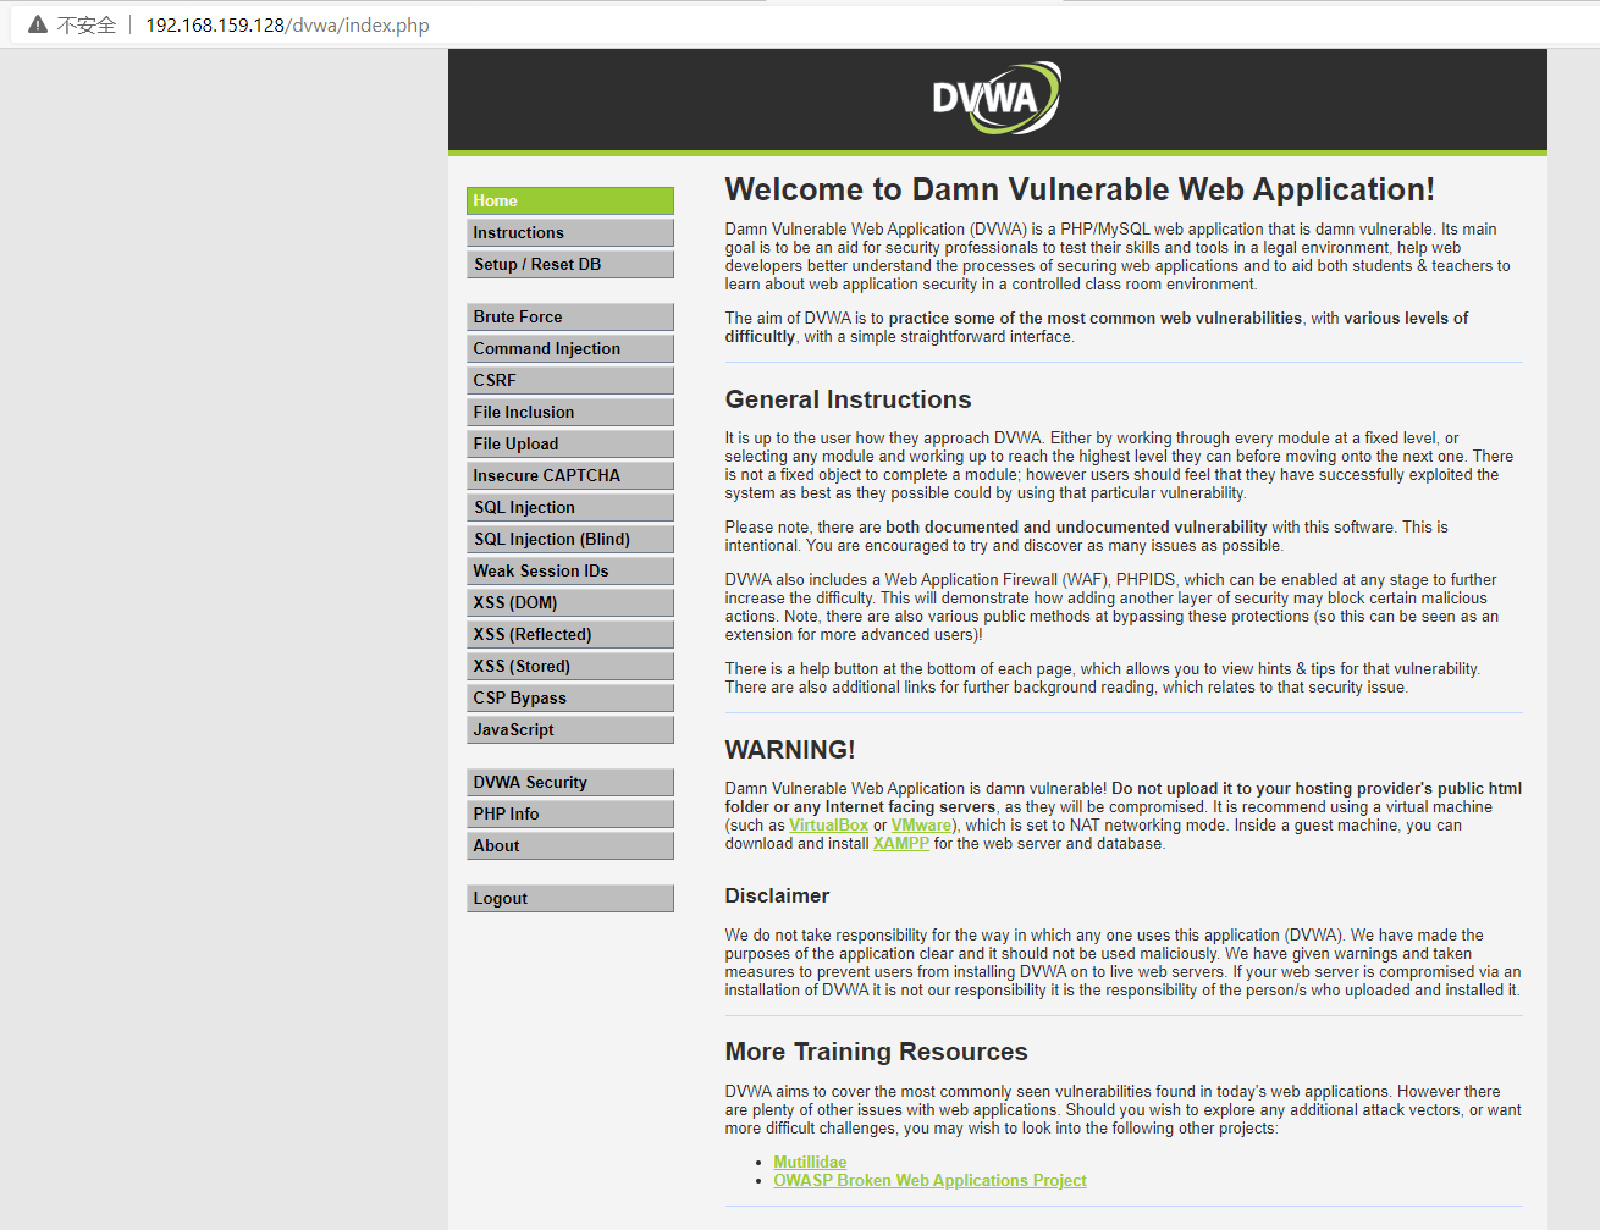 不安全 | 192.168.159.128/dvwa/index.php
DVWA
Home
Instructions
Setup / Reset DB
Brute Force
Command Injection
CSRF
File Inclusion
File Upload
Insecure CAPTCHA
SQL Injection
SQL Injection (Blind)
Weak Session IDs
XSS (DOM)
XSS (Reflected)
XSS (Stored)
CSP Bypass
JavaScript
DVWA Security
PHP Info
About
Logout
Welcome to Damn Vulnerable Web Application!
Damn Vulnerable Web Application (DVWA) is a PHP/MySQL web application that is damn vulnerable. Its main
goal is to be an aid for security professionals to test their skills and tools in a legal environment, help web
developers better understand the processes of securing web applications and to aid both students & teachers to
learn about web application security in a controlled class room environment.
The aim of DVWA is to practice some of the most common web vulnerabilities, with various levels of
difficultly, with a simple straightforward interface.
General Instructions
It is up to the user how they approach DVWA. Either by working through every module at a fixed level, or
selecting any module and working up to reach the highest level they can before moving onto the next one. There
is not a fixed object to complete a module; however users should feel that they have successfully exploited the
system as best as they possible could by using that particular vulnerability.
Please note, there are both documented and undocumented vulnerability with this software. This is
intentional. You are encouraged to try and discover as many issues as possible.
DVWA also includes a Web Application Firewall (WAF), PHPIDS, which can be enabled at any stage to further
increase the difficulty. This will demonstrate how adding another layer of security may block certain malicious
actions. Note, there are also various public methods at bypassing these protections (so this can be seen as an
extension for more advanced users)!
There is a help button at the bottom of each page, which allows you to view hints & tips for that vulnerability.
There are also additional links for further background reading, which relates to that security issue.
WARNING!
Damn Vulnerable Web Application is damn vulnerable! Do not upload it to your hosting provider's public html
folder or any Internet facing servers, as they will be compromised. It is recommend using a virtual machine
(such as VirtualBox or VMware), which is set to NAT networking mode. Inside a guest machine, you can
download and install XAMPP for the web server and database.
Disclaimer
We do not take responsibility for the way in which any one uses this application (DVWA). We have made the
purposes of the application clear and it should not be used maliciously. We have given warnings and taken
measures to prevent users from installing DVWA on to live web servers. If your web server is compromised via an
installation of DVWA it is not our responsibility it is the responsibility of the person/s who uploaded and installed it.
More Training Resources
DVWA aims to cover the most commonly seen vulnerabilities found in today's web applications. However there
are plenty of other issues with web applications. Should you wish to explore any additional attack vectors, or want
more difficult challenges, you may wish to look into the following other projects:
• Mutillidae
• OWASP Broken Web Applications Project